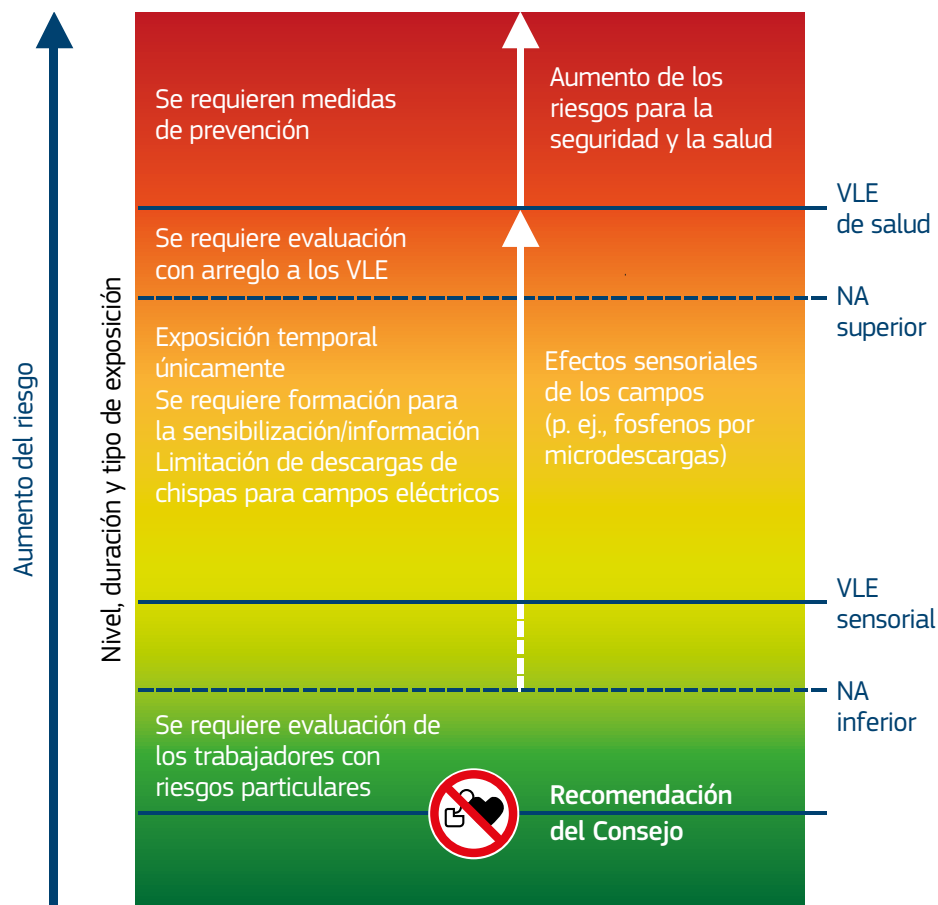 Aumento del riesgo
Nivel, duración y tipo de exposición
Se requieren medidas
de prevención
Aumento de los
riesgos para la
seguridad y la salud
VLE
de salud
Se requiere evaluación
con arreglo a los VLE
NA
superior
Exposición temporal
únicamente
Se requiere formación para
la sensibilización/información
Limitación de descargas de
chispas para campos eléctricos
Efectos sensoriales
de los campos
(p. ej., fosfenos por
microdescargas)
VLE
sensorial
NA
inferior
Se requiere evaluación de
los trabajadores con
riesgos particulares
Recomendación
del Consejo